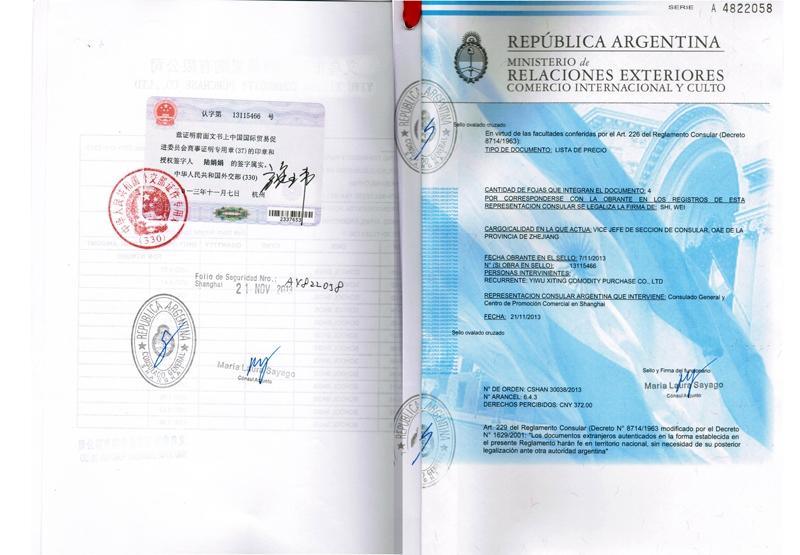 认字第 13115466 号
兹证明前面文书上中国国际贸易促
进委员会商事证明专用章(37)的印章和
授权签字人 陆娟娟 的签字属实。
中华人民共和国外交部(330)
一三年十一月七日 杭州
2337653
(330)
Folio de Seguridad Nro.:
Shanghai
21 NOV
REPUBLICA ARGENTINA
Maria Laura Sayago
Cónsul Adjunto
SERIE A 4822058
REPÚBLICA ARGENTINA
MINISTERIO de
RELACIONES EXTERIORES
COMERCIO INTERNACIONAL Y CULTO
Sello ovalado cruzado
En virtud de las facultades conferidas por el Art. 226 del Reglamento Consular (Decreto
8714/1963):
TIPO DE DOCUMENTO: LISTA DE PRECIO
CANTIDAD DE FOJAS QUE INTEGRAN EL DOCUMENTO: 4
POR CORRESPONDERSE CON LA OBRANTE EN LOS REGISTROS DE ESTA
REPRESENTACION CONSULAR SE LEGALIZA LA FIRMA DE: SHI, WEI
CARGO/CALIDAD EN LA QUE ACTUA: VICE JEFE DE SECCION DE CONSULAR, OAE DE LA
PROVINCIA DE ZHEJIANG
FECHA OBRANTE EN EL SELLO: 7/11/2013
N° (SI OBRA EN SELLO): 13115466
PERSONAS INTERVINIENTES:
RECURRENTE: YIWU XITING COMODITY PURCHASE CO., LTD
REPRESENTACION CONSULAR ARGENTINA QUE INTERVIENE: Consulado General y
Centro de Promoción Comercial en Shanghai
FECHA: 21/11/2013
Sello ovalado cruzado
Sello y Firma del funcionario
Maria Laura Sayago
Cónsul Adjunto
N° DE ORDEN: CSHAN 30038/2013
N° ARANCEL: 6.4.3
DERECHOS PERCIBIDOS: CNY 372.00
Art. 229 del Reglamento Consular (Decreto N° 8714/1963 modificado por el Decreto
N° 1629/2001: "Los documentos extranjeros autenticados en la forma establecida en
el presente Reglamento harán fe en territorio nacional, sin necesidad de su posterior
legalización ante otra autoridad argentina"